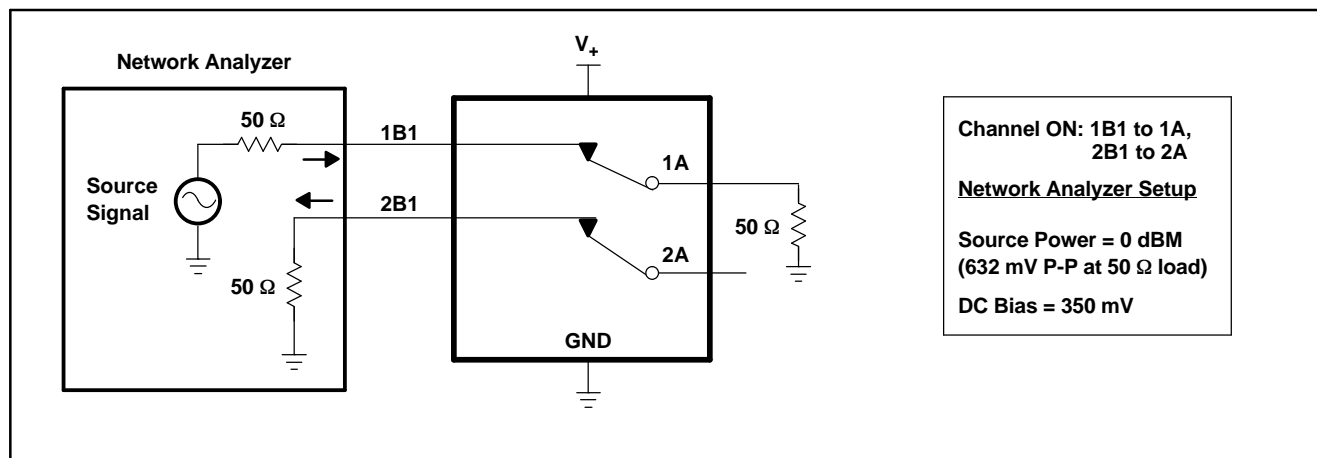 V+
Network Analyzer
50 Ω
1B1
1A
Source
Signal
2B1
50 Ω
2A
50 Ω
GND
Channel ON: 1B1 to 1A,
2B1 to 2A
Network Analyzer Setup
Source Power = 0 dBM
(632 mV P-P at 50 Ω load)
DC Bias = 350 mV